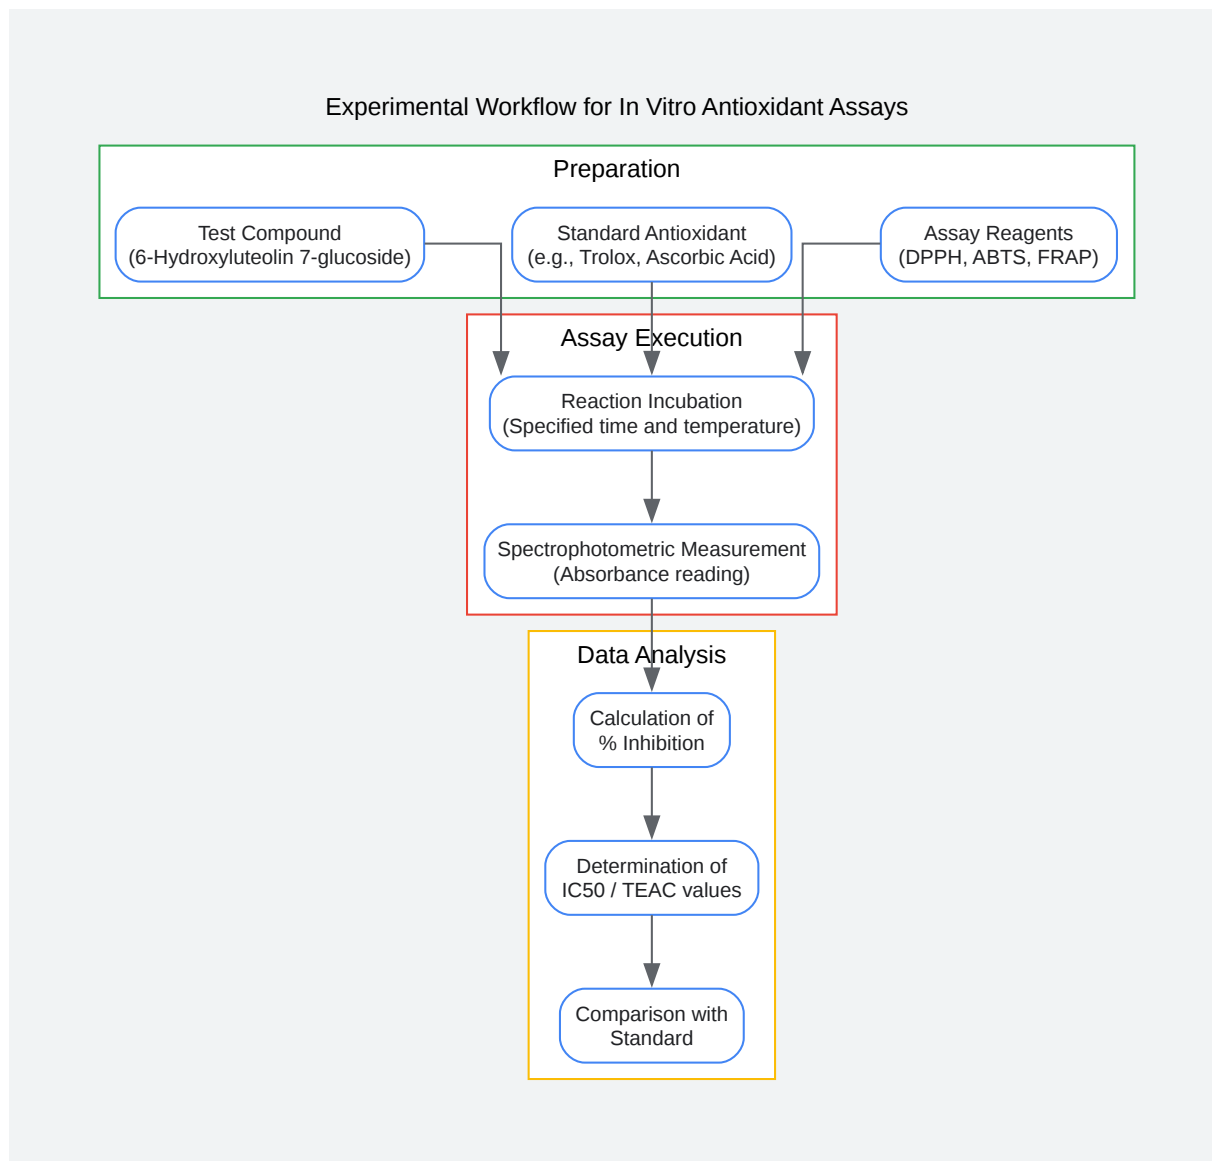 Experimental Workflow for In Vitro Antioxidant Assays
Preparation
Test Compound
(6-Hydroxyluteolin 7-glucoside)
Standard Antioxidant
(e.g., Trolox, Ascorbic Acid)
Assay Reagents
(DPPH, ABTS, FRAP)
Assay Execution
Reaction Incubation
(Specified time and temperature)
Spectrophotometric Measurement
(Absorbance reading)
Data Analysis
Calculation of
% Inhibition
Determination of
IC50 / TEAC values
Comparison with
Standard